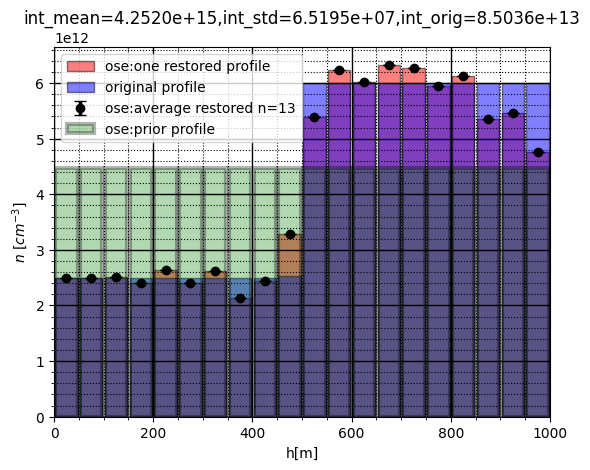 int_mean=4.2520e+15,int_std=6.5195e+07,int_orig=8.5036e+13
1e12
ose:one restored profile
original profile
ose:average restored n=13
ose:prior profile
6
5
4
3
2
1
0
n [cm⁻³]
0 200 400 600 800 1000
h[m]